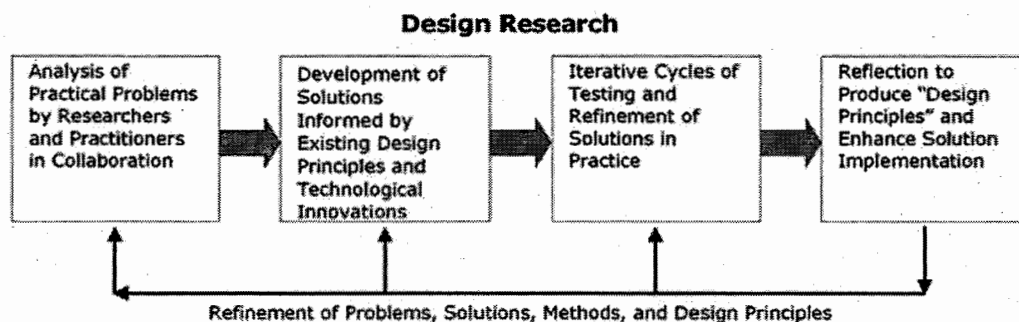 Design Research
Analysis of
Practical Problems
by Researchers
and Practitioners
in Collaboration
Development of
Solutions
Informed by
Existing Design
Principles and
Technological
Innovations
Iterative Cycles of
Testing and
Refinement of
Solutions in
Practice
Reflection to
Produce "Design
Principles" and
Enhance Solution
Implementation
Refinement of Problems, Solutions, Methods, and Design Principles